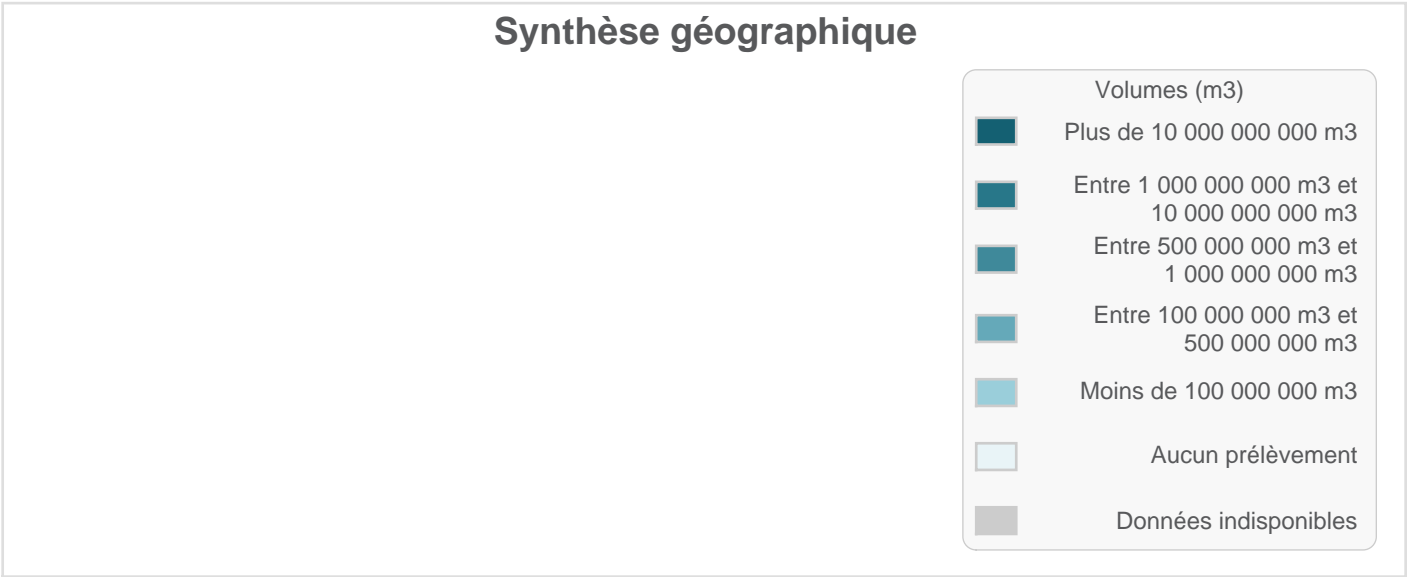 Synthèse géographique
Volumes (m3)
Plus de 10 000 000 000 m3
Entre 1 000 000 000 m3 et
10 000 000 000 m3
Entre 500 000 000 m3 et
1 000 000 000 m3
Entre 100 000 000 m3 et
500 000 000 m3
Moins de 100 000 000 m3
Aucun prélèvement
Données indisponibles